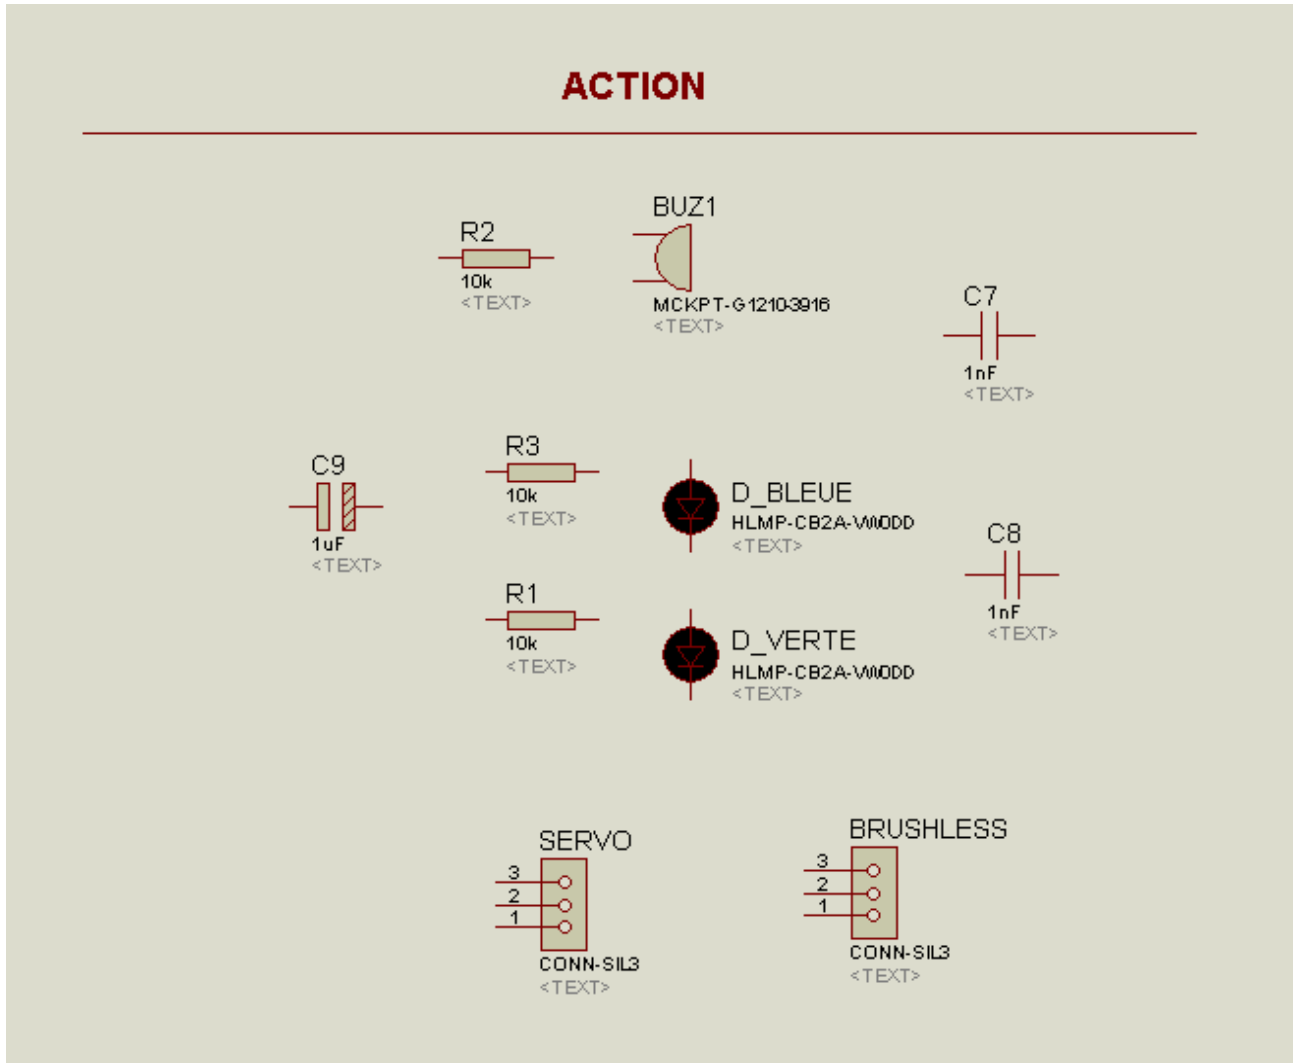 ACTION
BUZ1
R2
10k
<TEXT>
MCKPT-G1210-3916
<TEXT>
C7
1nF
<TEXT>
R3
10k
<TEXT>
C9
1uF
<TEXT>
D_BLEUE
HLMP-CB2A-VW0DD
<TEXT>
C8
1nF
<TEXT>
R1
10k
<TEXT>
D_VERTE
HLMP-CB2A-VW0DD
<TEXT>
SERVO
3
2
1
CONN-SIL3
<TEXT>
BRUSHLESS
3
2
1
CONN-SIL3
<TEXT>